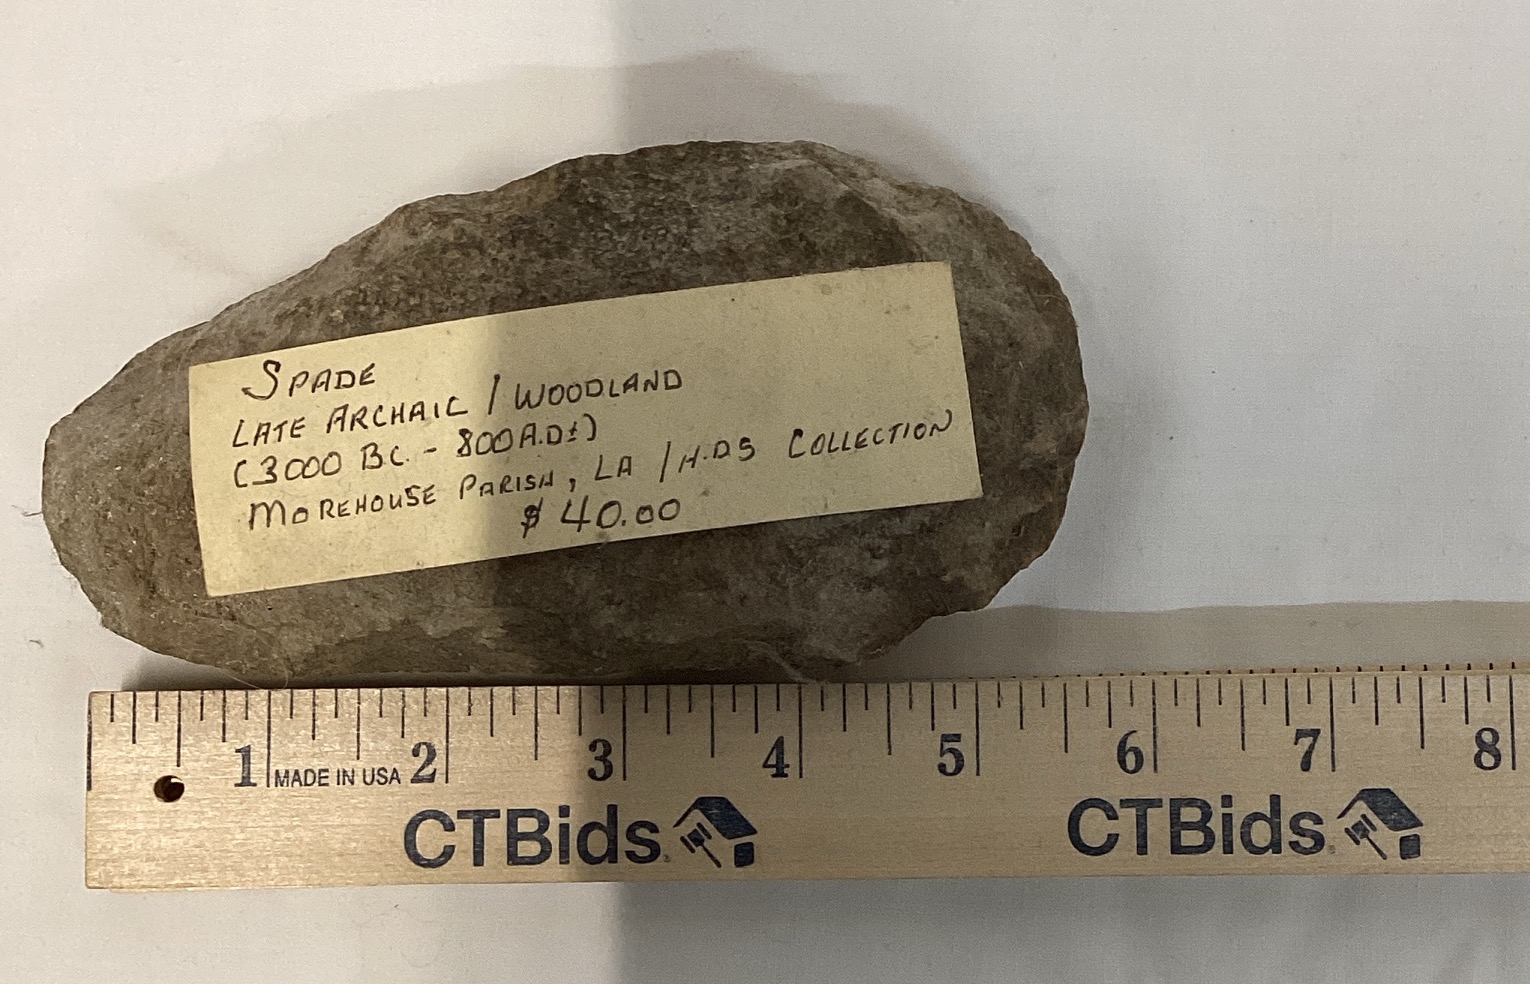 SPADE
LATE ARCHAIC / WOODLAND
(3000 B.C. - 800 A.D±)
MOREHOUSE PARISH, LA / H.D.S COLLECTION
$ 40.00
1 MADE IN USA 2 3 4 5 6 7 8
CTBids CTBids